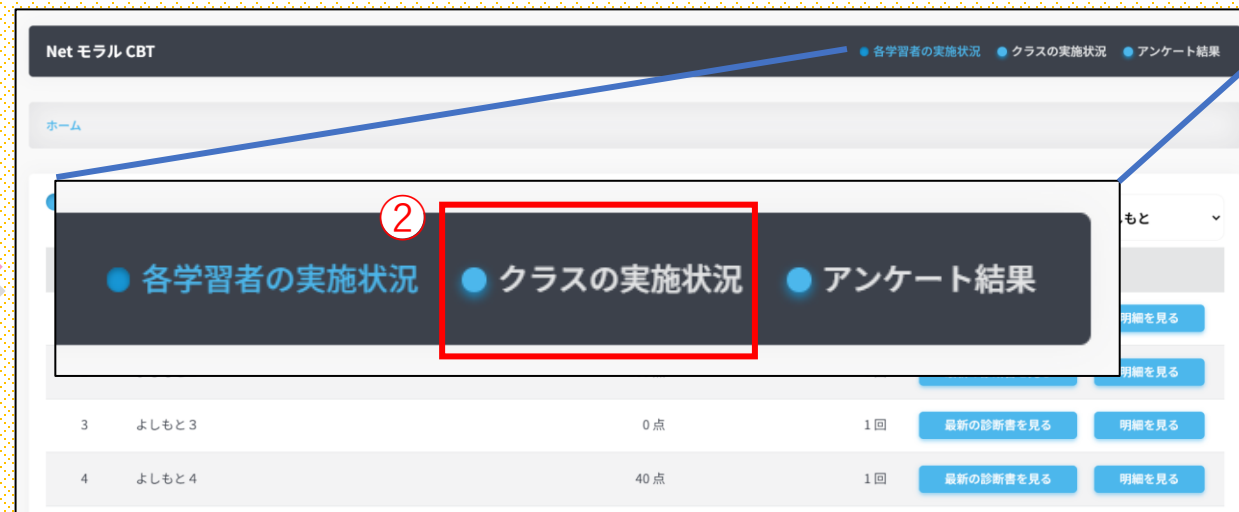 Net モラル CBT
各学習者の実施状況 クラスの実施状況 アンケート結果
ホーム
②
各学習者の実施状況 クラスの実施状況 アンケート結果
もと
明細を見る
明細を見る
3 よしもと３ 0 点 1 回 最新の診断書を見る 明細を見る
4 よしもと４ 40 点 1 回 最新の診断書を見る 明細を見る